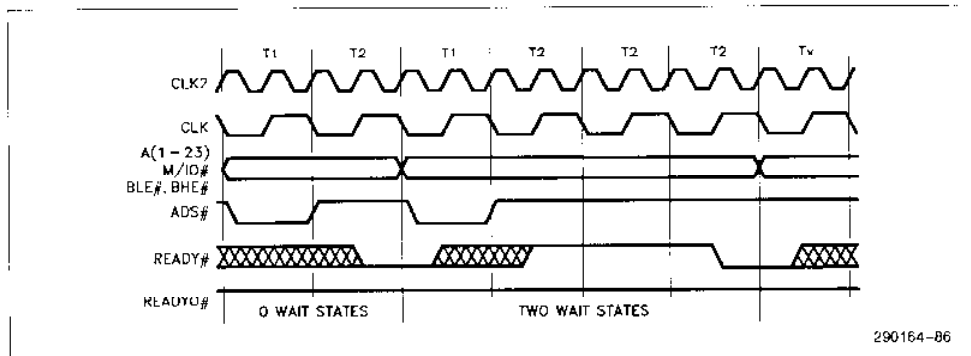 T1 T2 T1 T2 T2 T2 Tx
CLK2
CLK
A(1-23)
M/IO#
BLE#, BHE#
ADS#
READY#
READYO#
0 WAIT STATES TWO WAIT STATES
290164-86